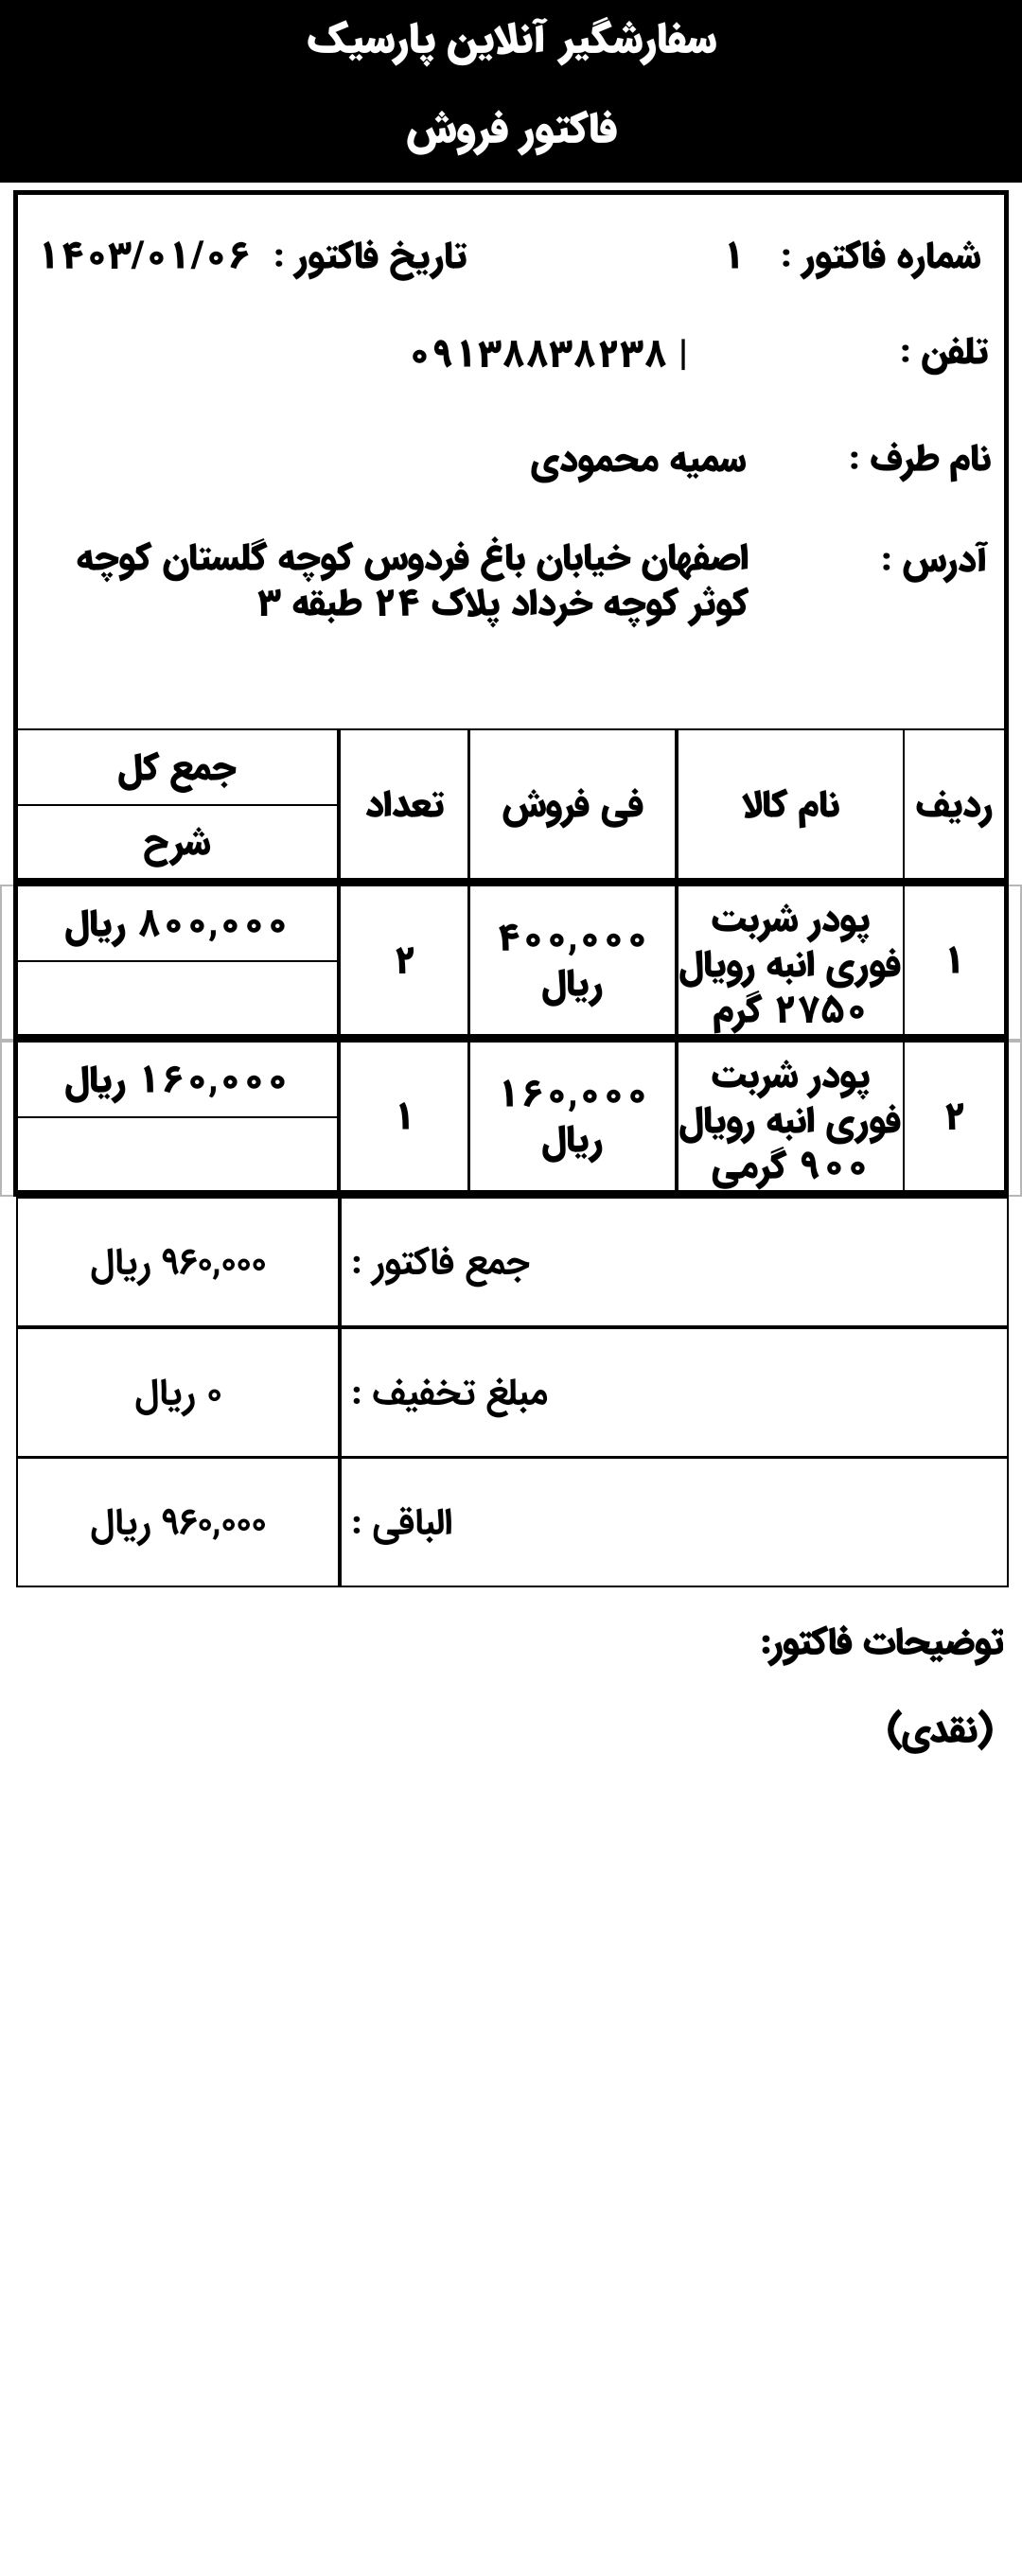 سفارشگیر آنلاین پارسیک
فاکتور فروش
شماره فاکتور : ۱ تاریخ فاکتور : ۱۴۰۳/۰۱/۰۶
تلفن : | ۰۹۱۳۸۸۳۸۲۳۸
نام طرف : سمیه محمودی
آدرس : اصفهان خیابان باغ فردوس کوچه گلستان کوچه
کوثر کوچه خرداد پلاک ۲۴ طبقه ۳
ردیف نام کالا فی فروش تعداد جمع کل
شرح
۱ پودر شربت
فوری انبه رویال
۲۷۵۰ گرم
۴۰۰,۰۰۰
ریال
۲
۸۰۰,۰۰۰ ریال
۲ پودر شربت
فوری انبه رویال
۹۰۰ گرمی
۱۶۰,۰۰۰
ریال
۱
۱۶۰,۰۰۰ ریال
جمع فاکتور : ۹۶۰,۰۰۰ ریال
مبلغ تخفیف : ۰ ریال
الباقی : ۹۶۰,۰۰۰ ریال
توضیحات فاکتور:
(نقدی)